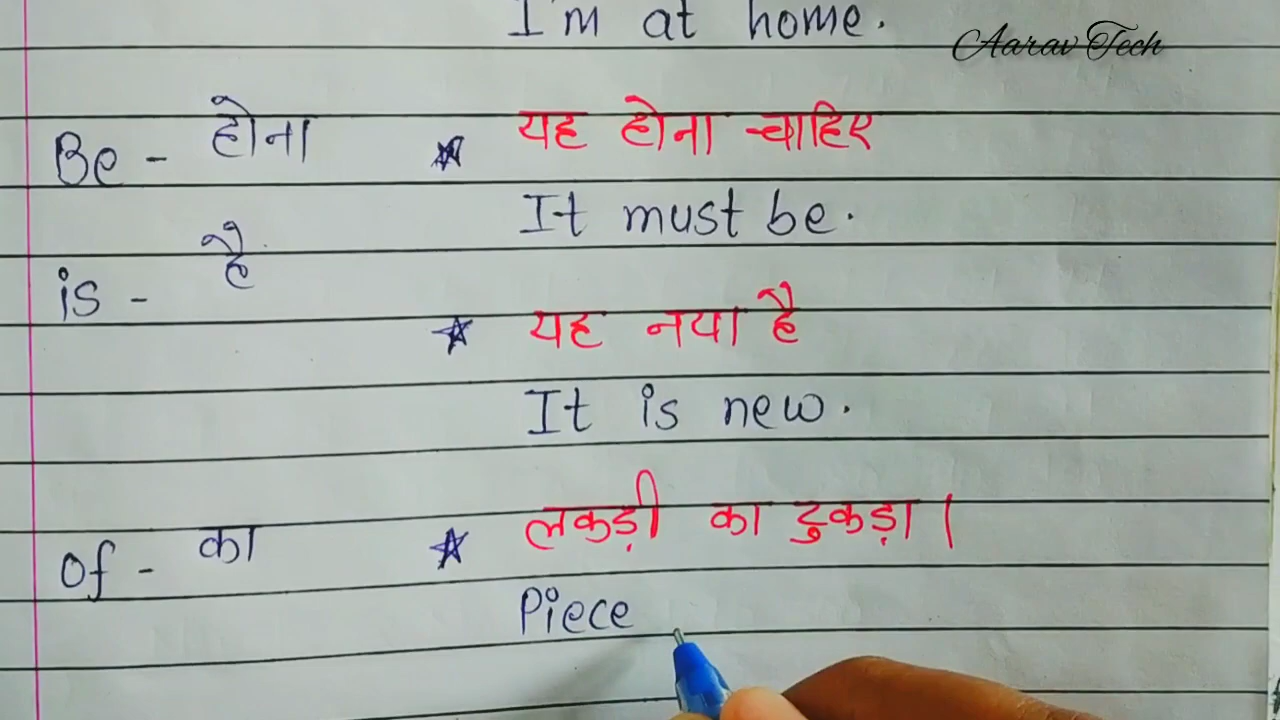 I'm at home.
Aarav Tech
Be - होना ★ यह होना चाहिए
It must be.
is - है
★ यह नया है
It is new.
Of - का ★ लकड़ी का टुकड़ा।
Piece